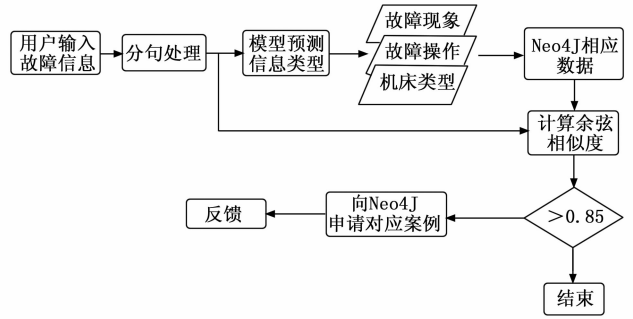 用户输入
故障信息
分句处理
模型预测
信息类型
故障现象
故障操作
机床类型
Neo4J相应
数据
计算余弦
相似度
>0.85
向Neo4J
申请对应案例
反馈
结束